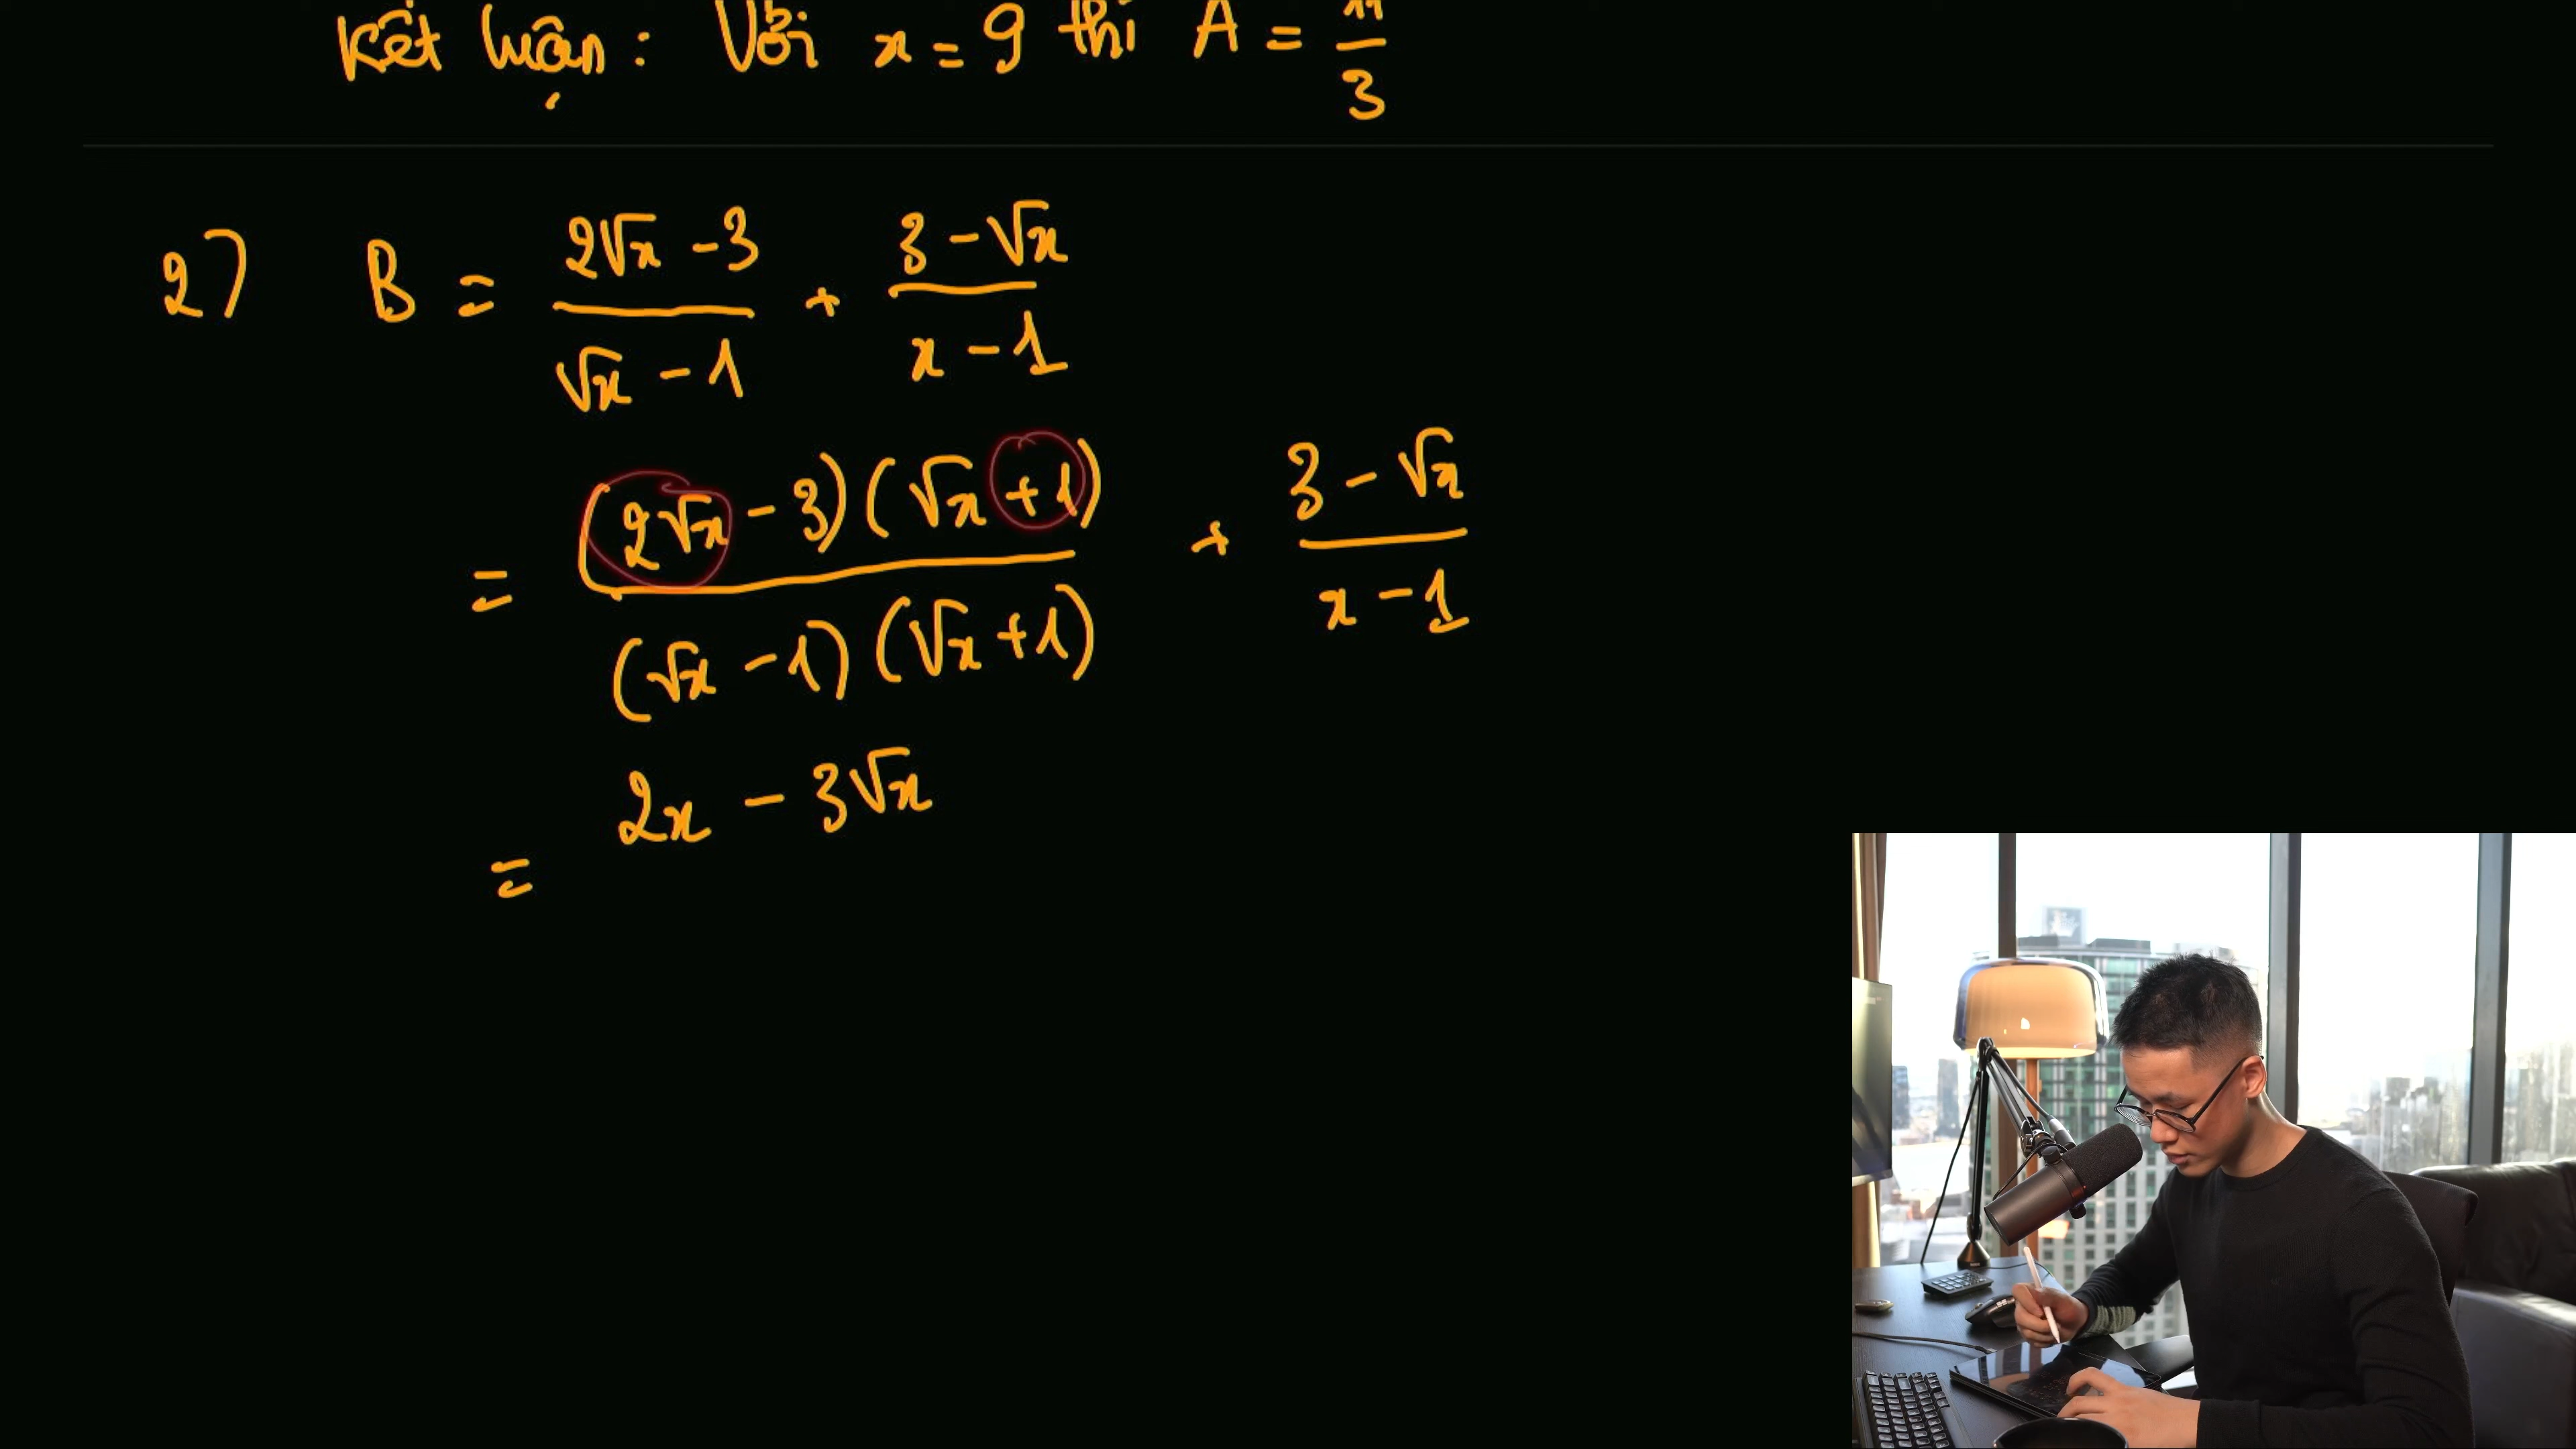 Kết luận: Với x = 9 thì A = 11/3
2) B = (2√x - 3)/(√x - 1) + (3 - √x)/(x - 1)
= ((2√x - 3)(√x + 1))/((√x - 1)(√x + 1)) + (3 - √x)/(x - 1)
= 2x - 3√x